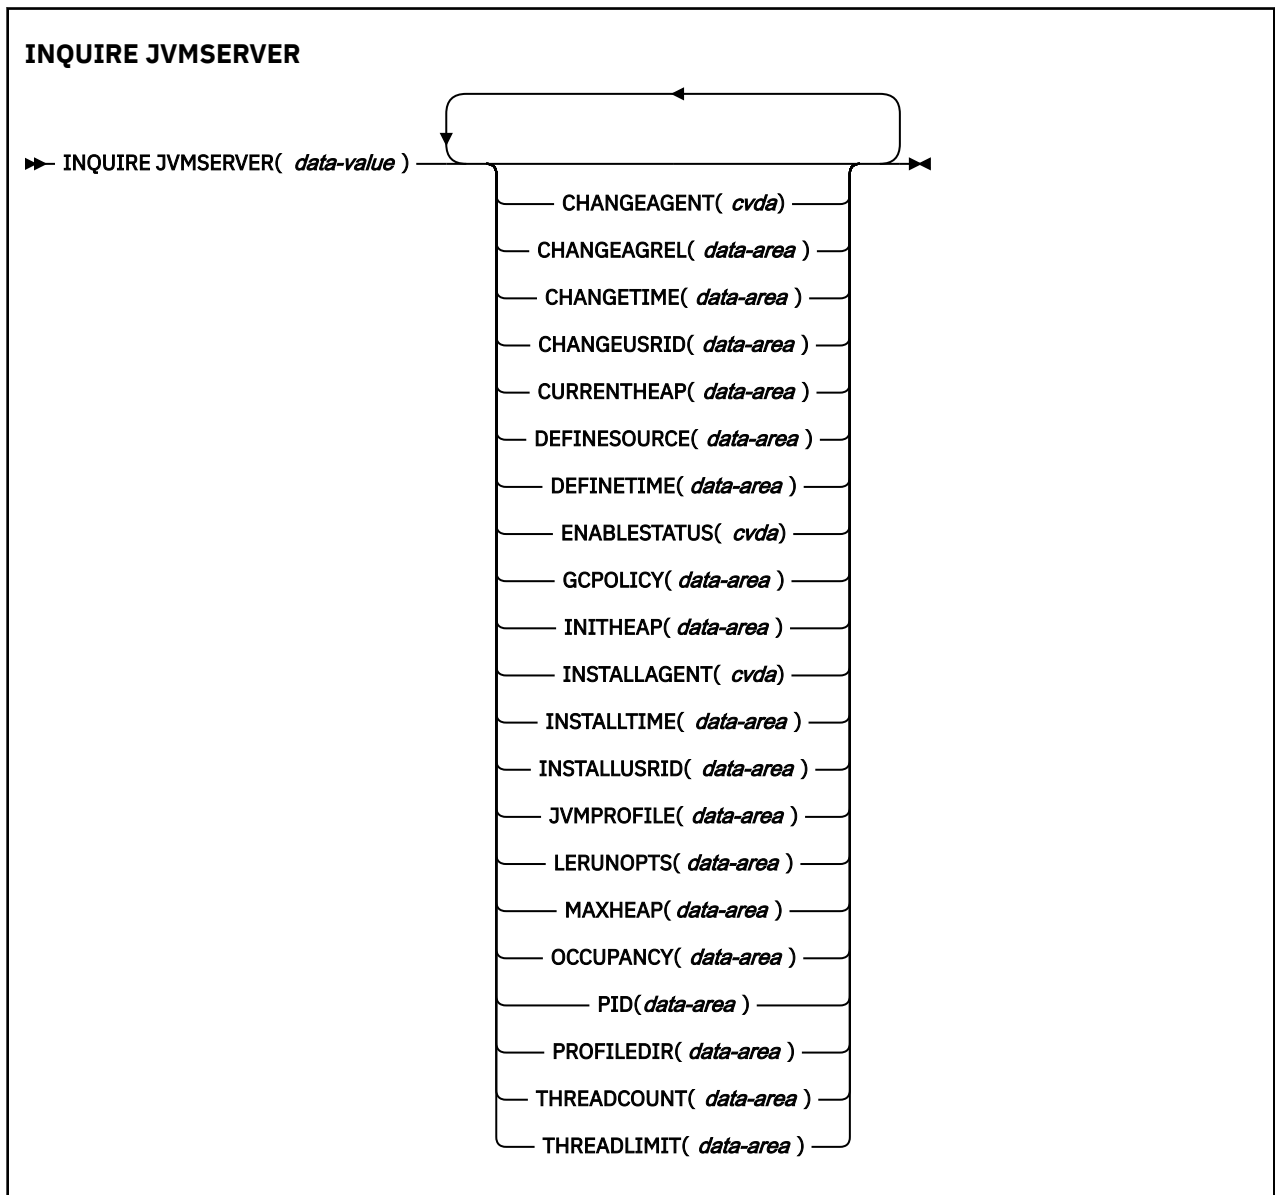 INQUIRE JVMSERVER
INQUIRE JVMSERVER( data-value )
CHANGEAGENT( cvda)
CHANGEAGREL( data-area )
CHANGETIME( data-area )
CHANGEUSRID( data-area )
CURRENTHEAP( data-area )
DEFINESOURCE( data-area )
DEFINETIME( data-area )
ENABLESTATUS( cvda)
GCPOLICY( data-area )
INITHEAP( data-area )
INSTALLAGENT( cvda)
INSTALLTIME( data-area )
INSTALLUSRID( data-area )
JVMPROFILE( data-area )
LERUNOPTS( data-area )
MAXHEAP( data-area )
OCCUPANCY( data-area )
PID(data-area )
PROFILEDIR( data-area )
THREADCOUNT( data-area )
THREADLIMIT( data-area )